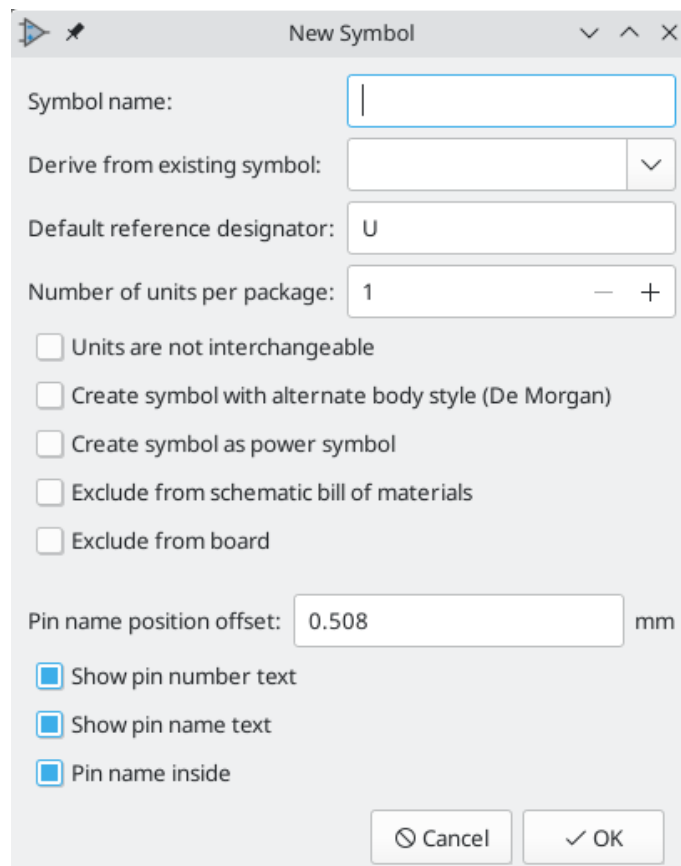 New Symbol
Symbol name:
Derive from existing symbol:
Default reference designator: U
Number of units per package: 1
Units are not interchangeable
Create symbol with alternate body style (De Morgan)
Create symbol as power symbol
Exclude from schematic bill of materials
Exclude from board
Pin name position offset: 0.508 mm
Show pin number text
Show pin name text
Pin name inside
Cancel OK